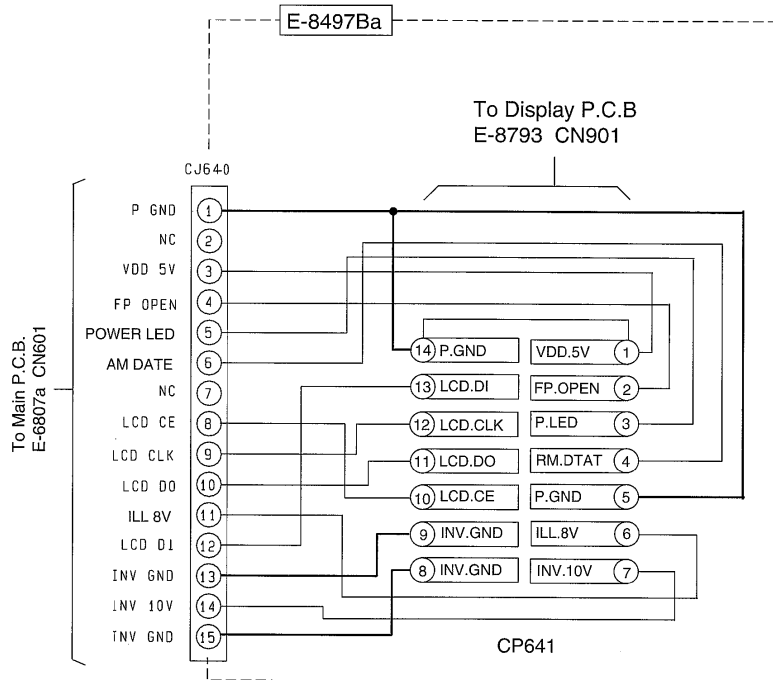 E-8497Ba
To Display P.C.B
E-8793 CN901
CJ640
To Main P.C.B.
E-6807a CN601
P GND 1
NC 2
VDD 5V 3
FP OPEN 4
POWER LED 5
AM DATE 6
NC 7
LCD CE 8
LCD CLK 9
LCD DO 10
ILL 8V 11
LCD DI 12
INV GND 13
INV 10V 14
INV GND 15
14 P.GND VDD.5V 1
13 LCD.DI FP.OPEN 2
12 LCD.CLK P.LED 3
11 LCD.DO RM.DTAT 4
10 LCD.CE P.GND 5
9 INV.GND ILL.8V 6
8 INV.GND INV.10V 7
CP641